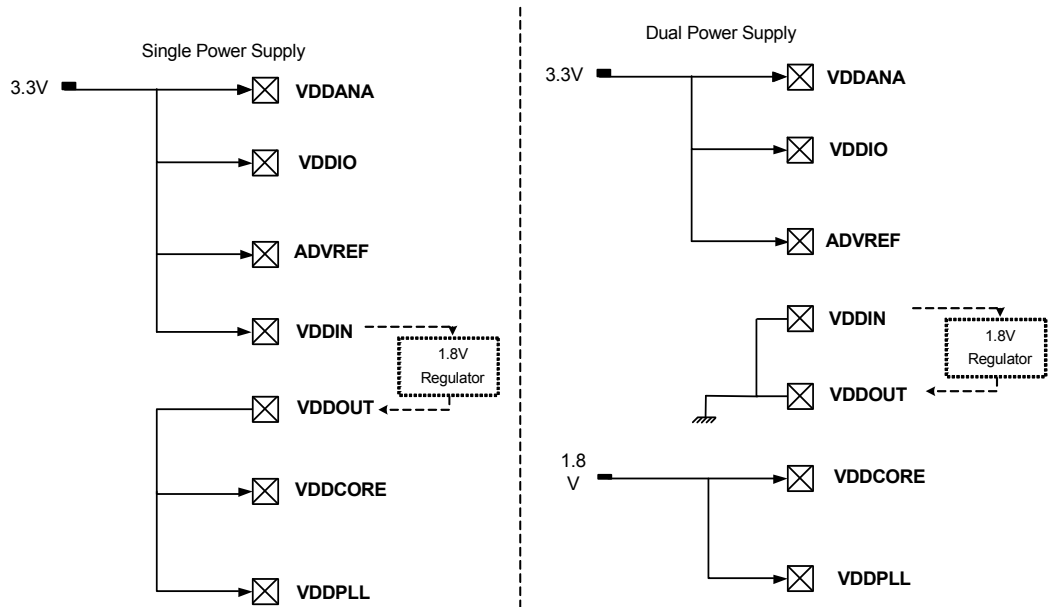 Single Power Supply
3.3V
VDDANA
VDDIO
ADVREF
VDDIN
1.8V
Regulator
VDDOUT
VDDCORE
VDDPLL
Dual Power Supply
3.3V
VDDANA
VDDIO
ADVREF
VDDIN
1.8V
Regulator
VDDOUT
1.8
V
VDDCORE
VDDPLL